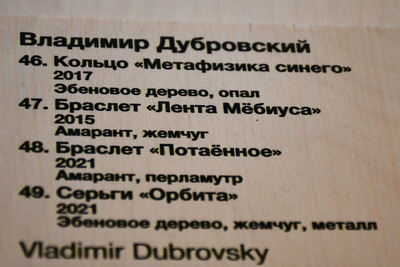 Владимир Дубровский
46. Кольцо «Метафизика синего»
2017
Эбеновое дерево, опал
47. Браслет «Лента Мёбиуса»
2015
Амарант, жемчуг
48. Браслет «Потаённое»
2021
Амарант, перламутр
49. Серьги «Орбита»
2021
Эбеновое дерево, жемчуг, металл
Vladimir Dubrovsky